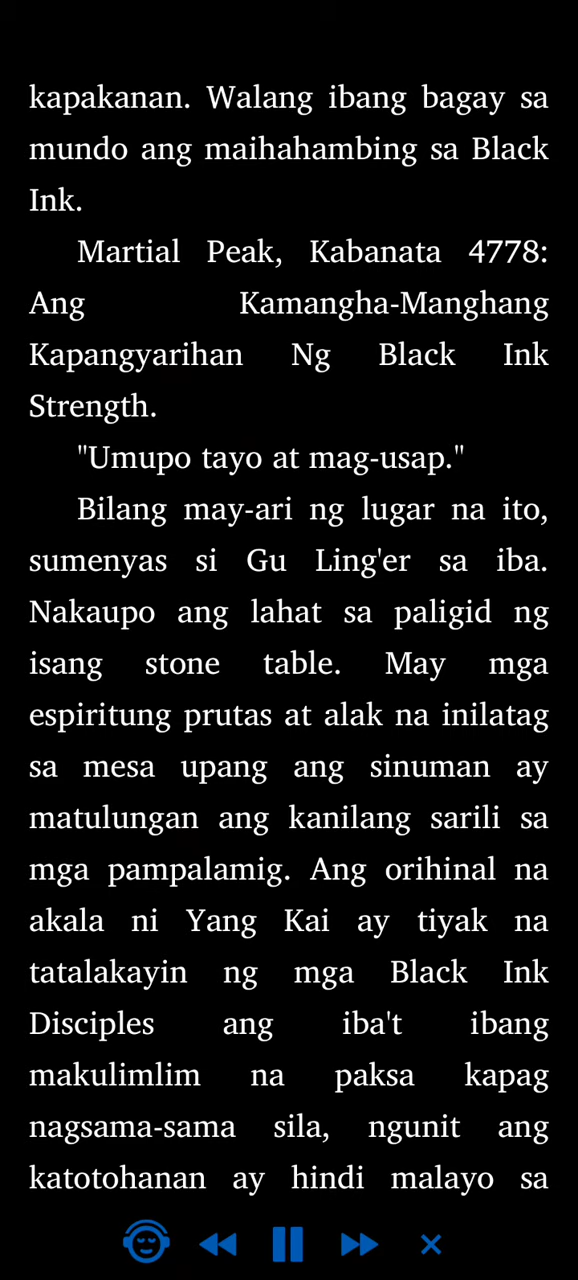 kapakanan. Walang ibang bagay sa
mundo ang maihahambing sa Black
Ink.
Martial Peak, Kabanata 4778:
Ang Kamangha-Manghang
Kapangyarihan Ng Black Ink
Strength.
"Umupo tayo at mag-usap."
Bilang may-ari ng lugar na ito,
sumenyas si Gu Ling'er sa iba.
Nakaupo ang lahat sa paligid ng
isang stone table. May mga
espiritung prutas at alak na inilatag
sa mesa upang ang sinuman ay
matulungan ang kanilang sarili sa
mga pampalamig. Ang orihinal na
akala ni Yang Kai ay tiyak na
tatalakayin ng mga Black Ink
Disciples ang iba't ibang
makulimlim na paksa kapag
nagsama-sama sila, ngunit ang
katotohanan ay hindi malayo sa